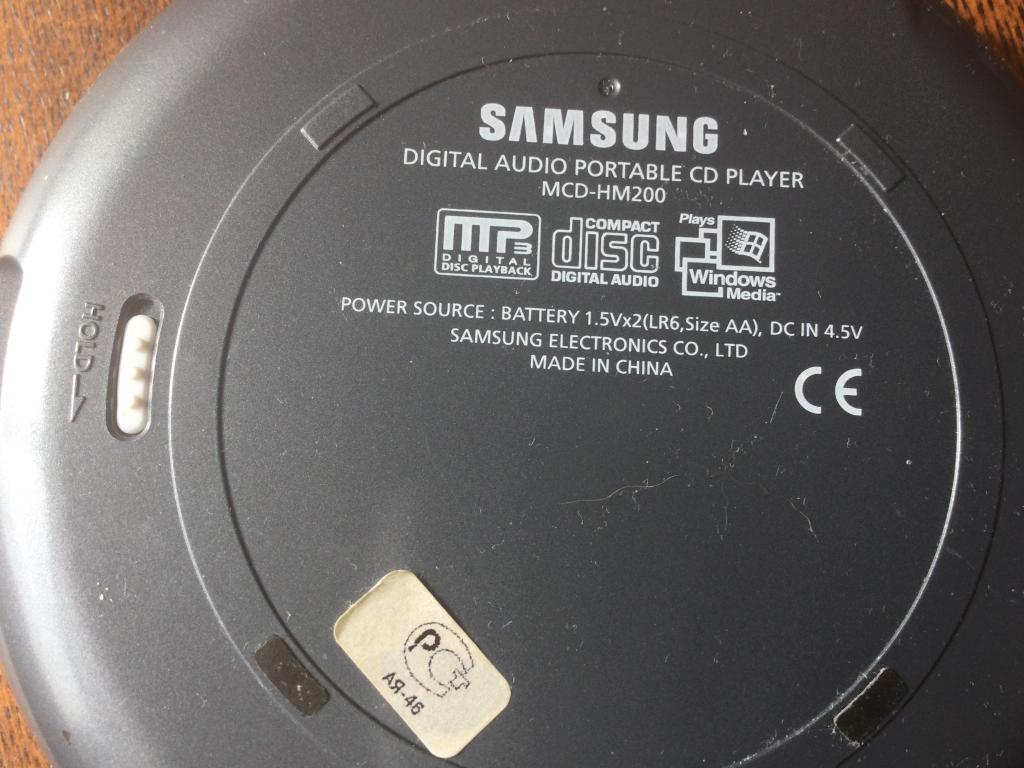 SAMSUNG
DIGITAL AUDIO PORTABLE CD PLAYER
MCD-HM200
MP3
DIGITAL
DISC PLAYBACK
COMPACT
disc
DIGITAL AUDIO
Plays
Windows
Media™
POWER SOURCE : BATTERY 1.5Vx2(LR6,Size AA), DC IN 4.5V
SAMSUNG ELECTRONICS CO., LTD
MADE IN CHINA
CE
HOLD
РСТ
АЯ-46